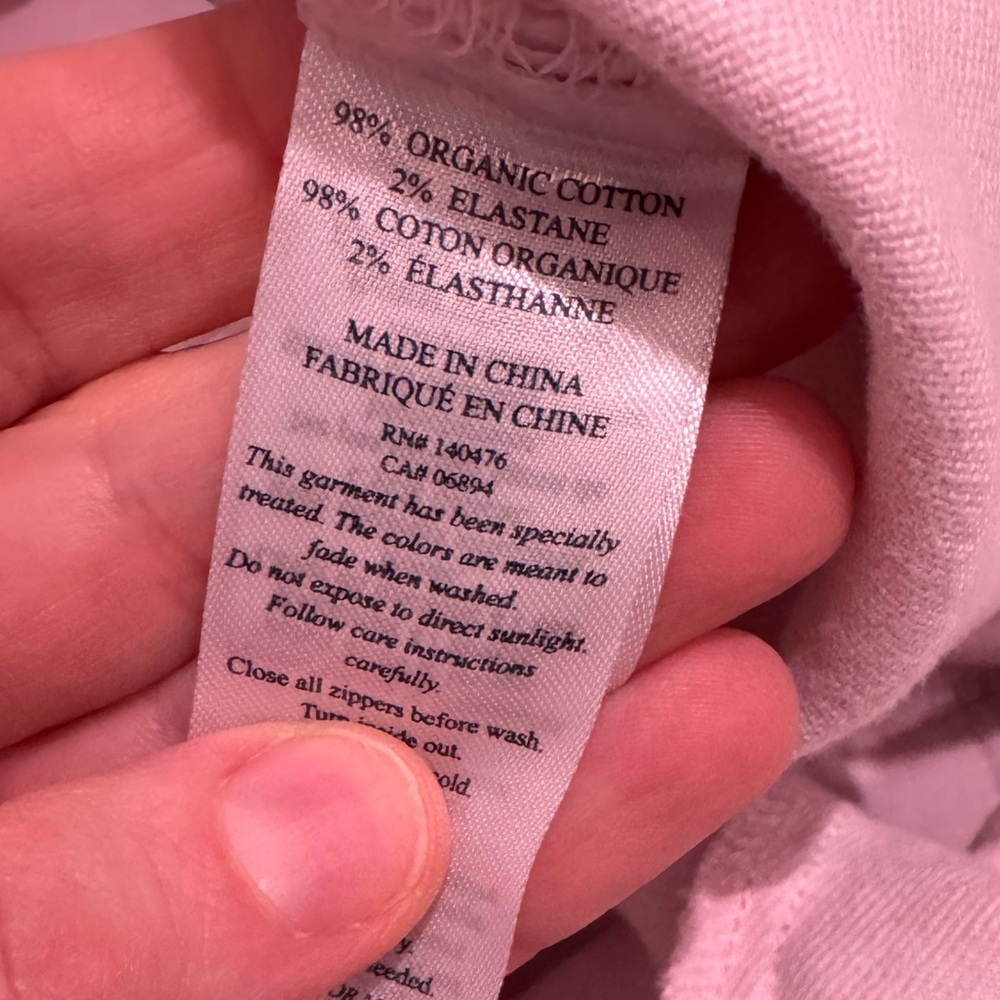 98% ORGANIC COTTON
2% ELASTANE
98% COTON ORGANIQUE
2% ÉLASTHANNE
MADE IN CHINA
FABRIQUÉ EN CHINE
RN# 140476
CA# 06894
This garment has been specially
treated. The colors are meant to
fade when washed.
Do not expose to direct sunlight.
Follow care instructions
carefully.
Close all zippers before wash.
out.